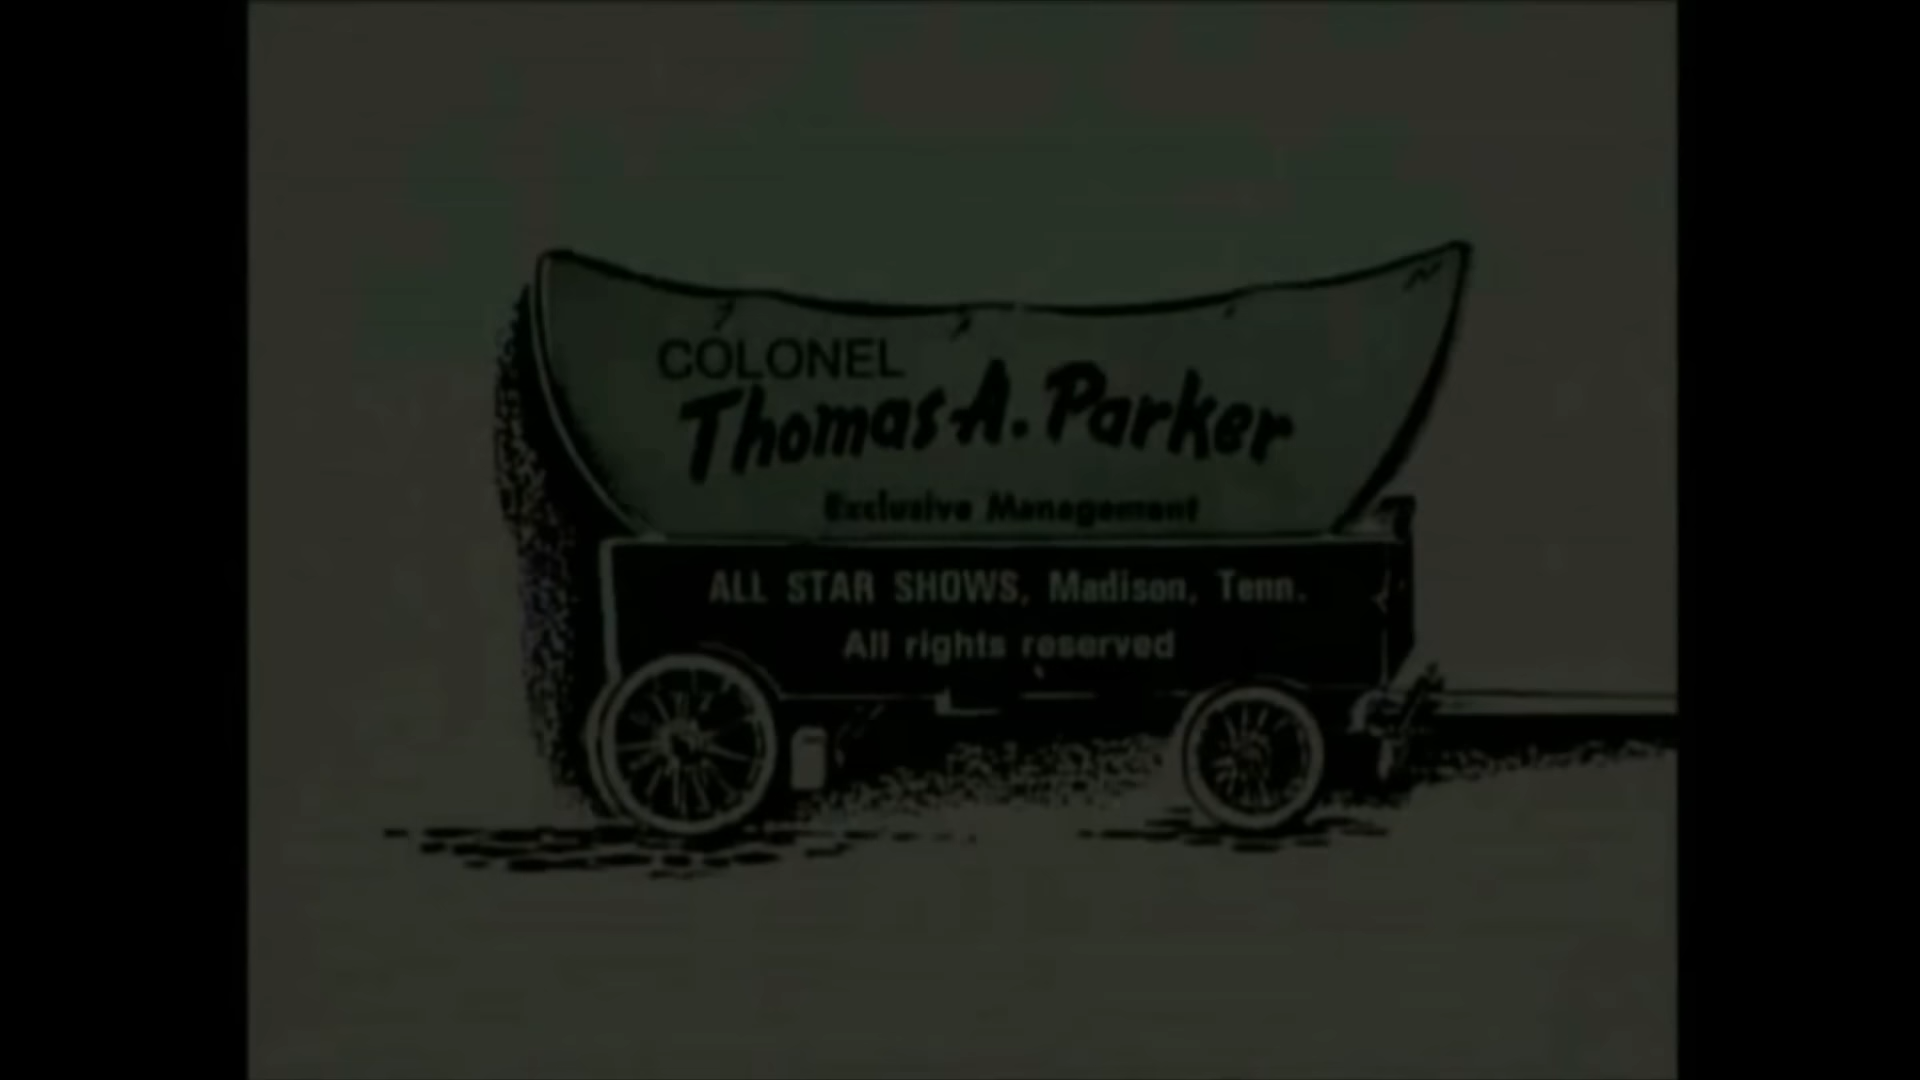 COLONEL
Thomas A. Parker
Exclusive Management
ALL STAR SHOWS, Madison, Tenn.
All rights reserved